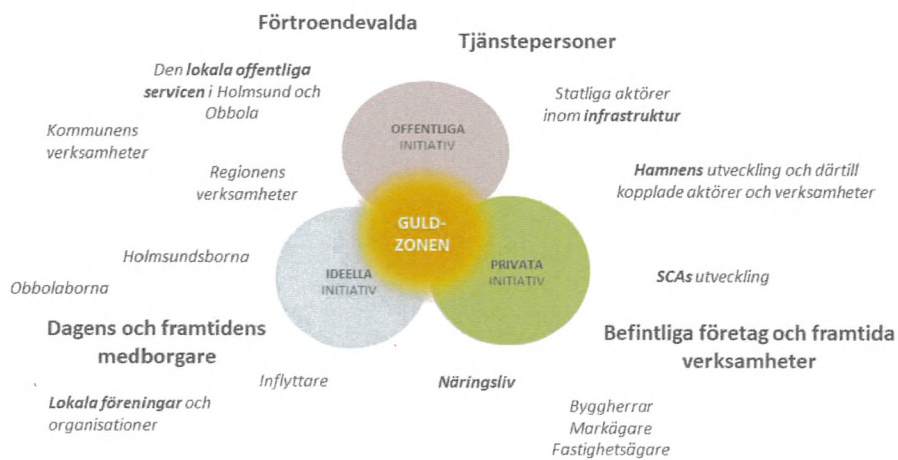 Förtroendevalda
Tjänstepersoner
Den lokala offentliga
servicen i Holmsund och
Obbola
Statliga aktörer
inom infrastruktur
Kommunens
verksamheter
OFFENTLIGA
INITIATIV
Regionens
verksamheter
Hamnens utveckling och därtill
kopplade aktörer och verksamheter
GULD-
ZONEN
Holmsundsborna
IDEELLA
INITIATIV
PRIVATA
INITIATIV
SCAs utveckling
Obbolaborna
Dagens och framtidens
medborgare
Befintliga företag och framtida
verksamheter
Inflyttare
Näringsliv
Lokala föreningar och
organisationer
Byggherrar
Markägare
Fastighetsägare